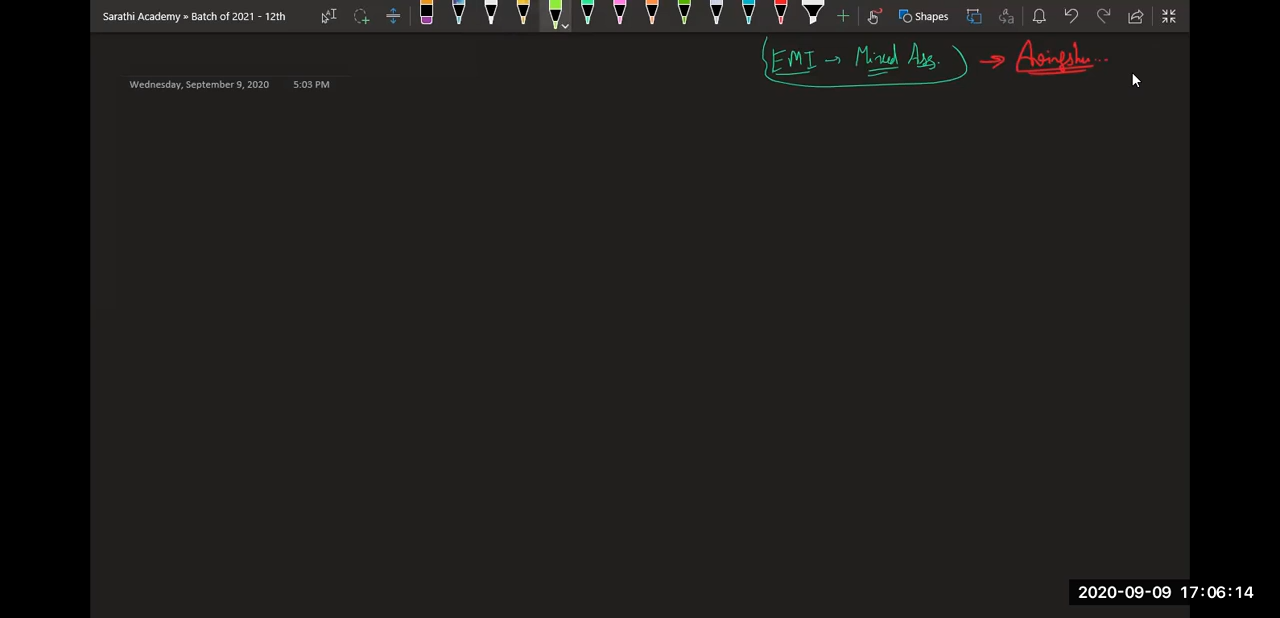 Sarathi Academy » Batch of 2021 - 12th
Shapes
EMI → Mixed Ass. →
Wednesday, September 9, 2020 5:03 PM
2020-09-09 17:06:14